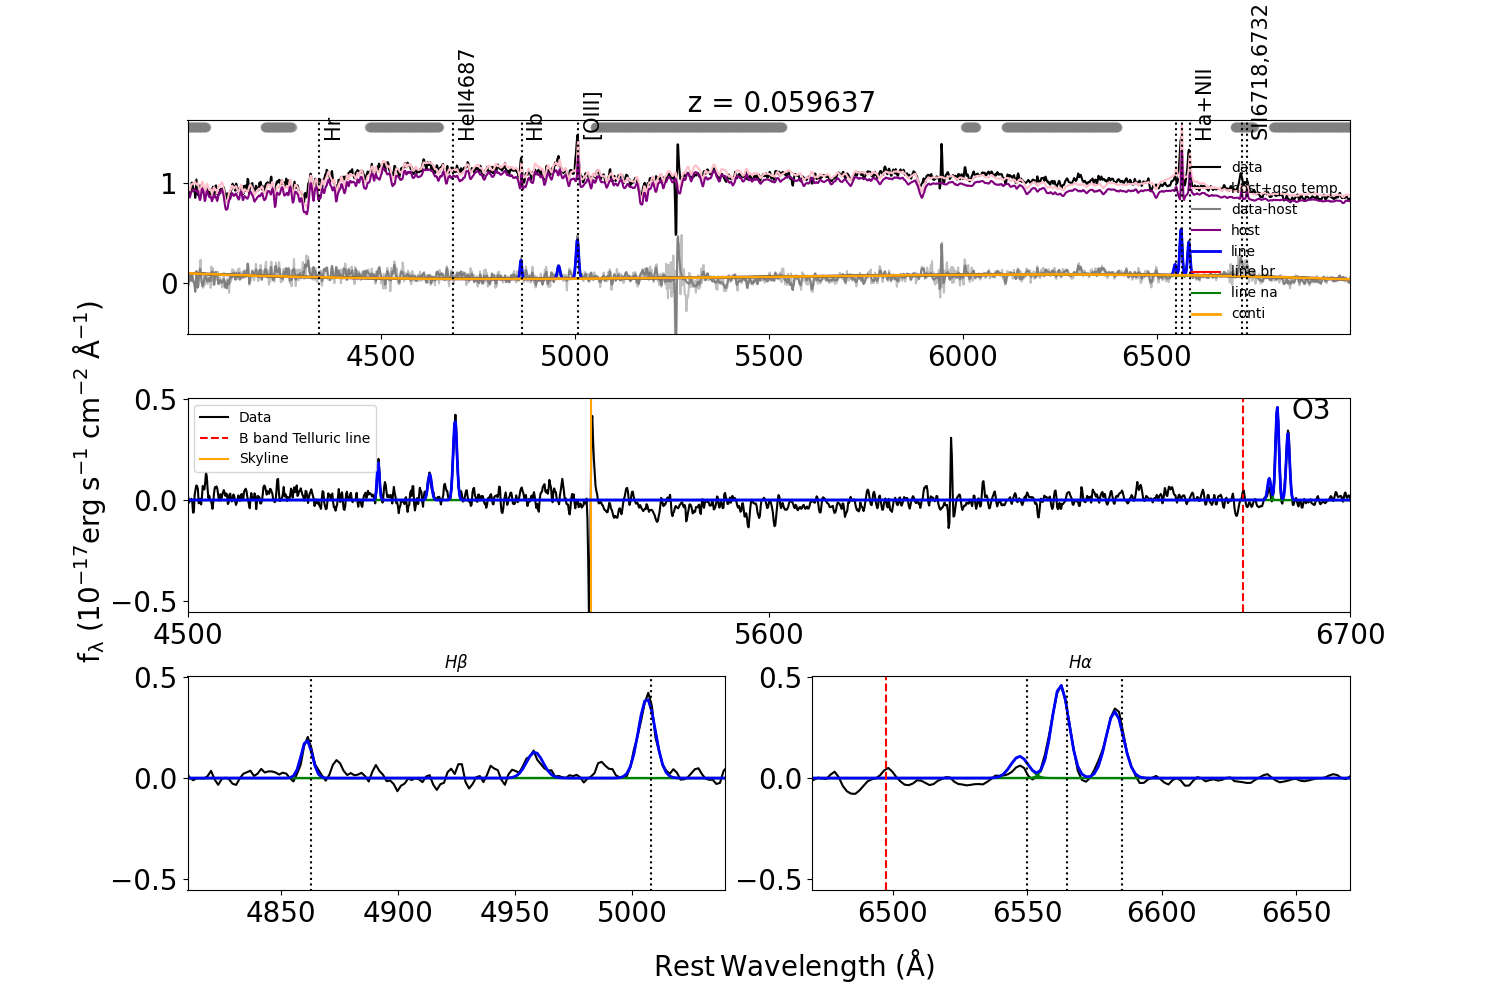 z = 0.059637
Hr
HeII4687
Hb
[OIII]
Ha+NII
SII6718,6732
1
0
data
host+qso temp
data-host
host
line
line br
line na
conti
4500 5000 5500 6000 6500
fλ (10−17erg s−1 cm−2 Å−1)
0.5
0.0
−0.5
Data
B band Telluric line
Skyline
O3
4500 5600 6700
Hβ
0.5
0.0
−0.5
4850 4900 4950 5000
Hα
0.5
0.0
−0.5
6500 6550 6600 6650
Rest Wavelength (Å)